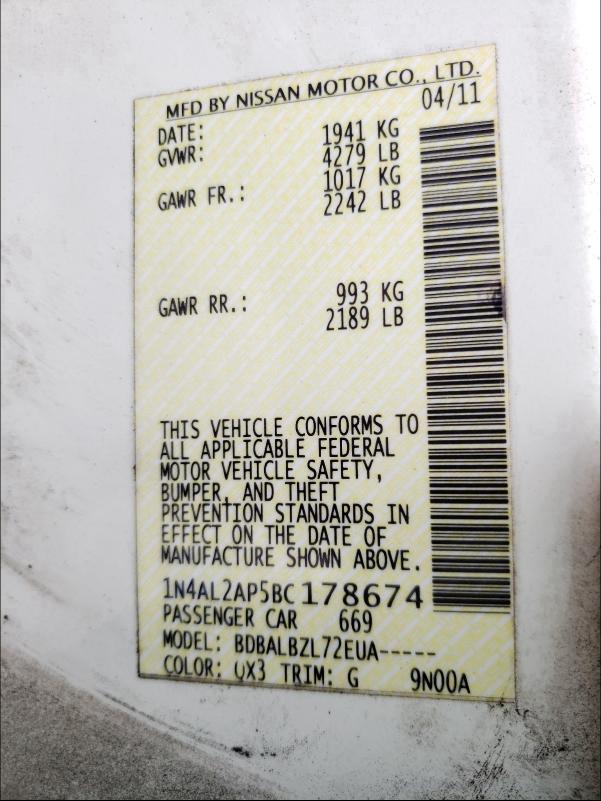 MFD BY NISSAN MOTOR CO., LTD.
DATE: 04/11
GVWR: 1941 KG
4279 LB
GAWR FR.: 1017 KG
2242 LB
GAWR RR.: 993 KG
2189 LB
THIS VEHICLE CONFORMS TO
ALL APPLICABLE FEDERAL
MOTOR VEHICLE SAFETY,
BUMPER, AND THEFT
PREVENTION STANDARDS IN
EFFECT ON THE DATE OF
MANUFACTURE SHOWN ABOVE.
1N4AL2AP5BC178674
PASSENGER CAR 669
MODEL: BDBALBZL72EUA-----
COLOR: QX3 TRIM: G 9N00A